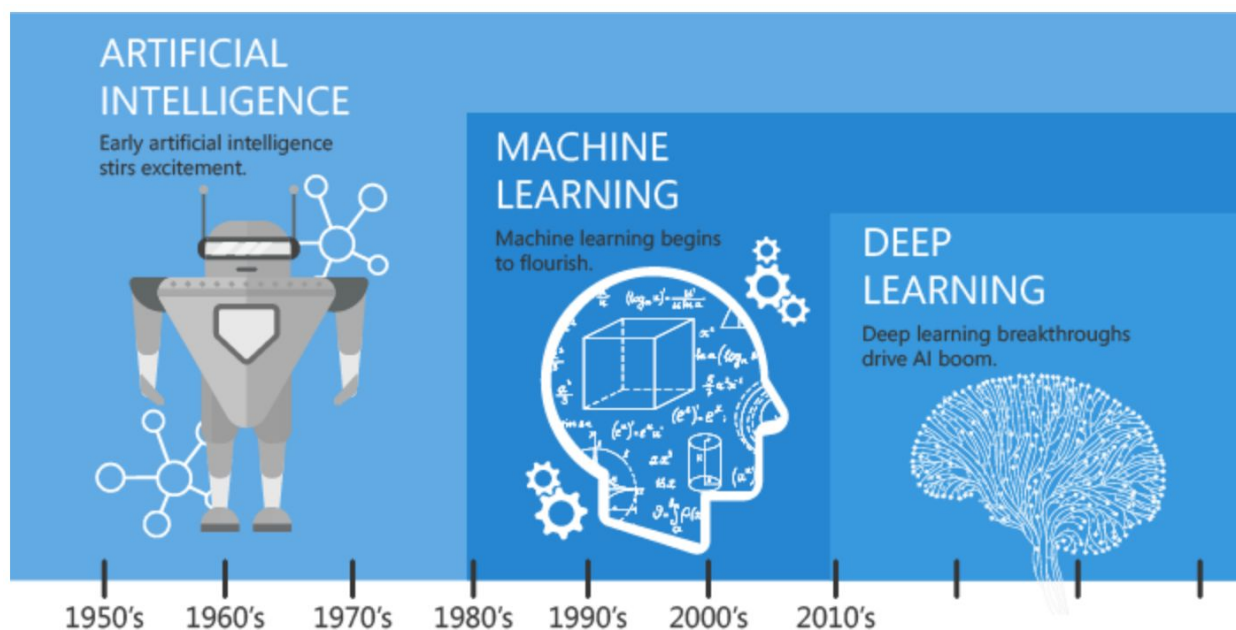 ARTIFICIAL
INTELLIGENCE
Early artificial intelligence
stirs excitement.
MACHINE
LEARNING
Machine learning begins
to flourish.
DEEP
LEARNING
Deep learning breakthroughs
drive AI boom.
1950's 1960's 1970's 1980's 1990's 2000's 2010's